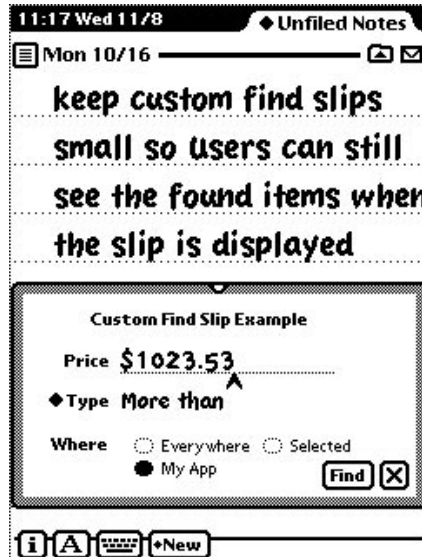 11:17 Wed 11/8 ◆Unfiled Notes
Mon 10/16
keep custom find slips
small so users can still
see the found items when
the slip is displayed
Custom Find Slip Example
Price $1023.53
◆Type More than
Where Everywhere Selected
My App Find X
i A ◆New